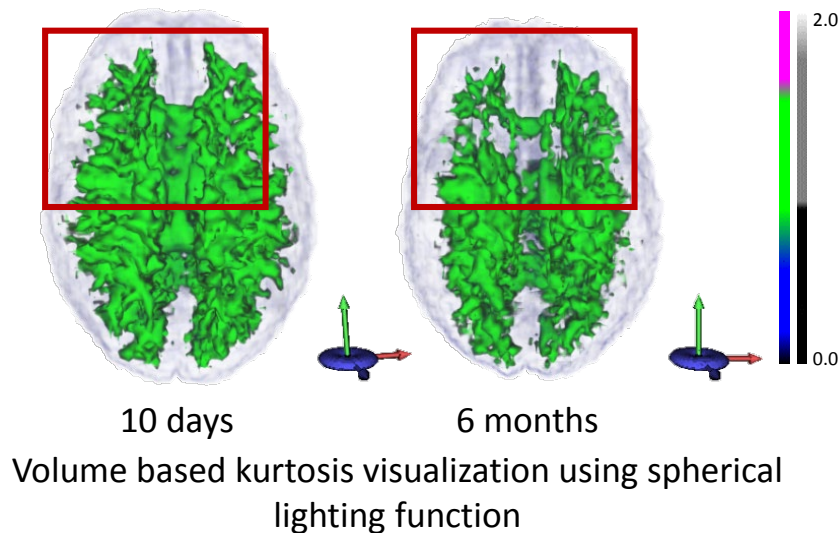 2.0
0.0
10 days
6 months
Volume based kurtosis visualization using spherical
lighting function